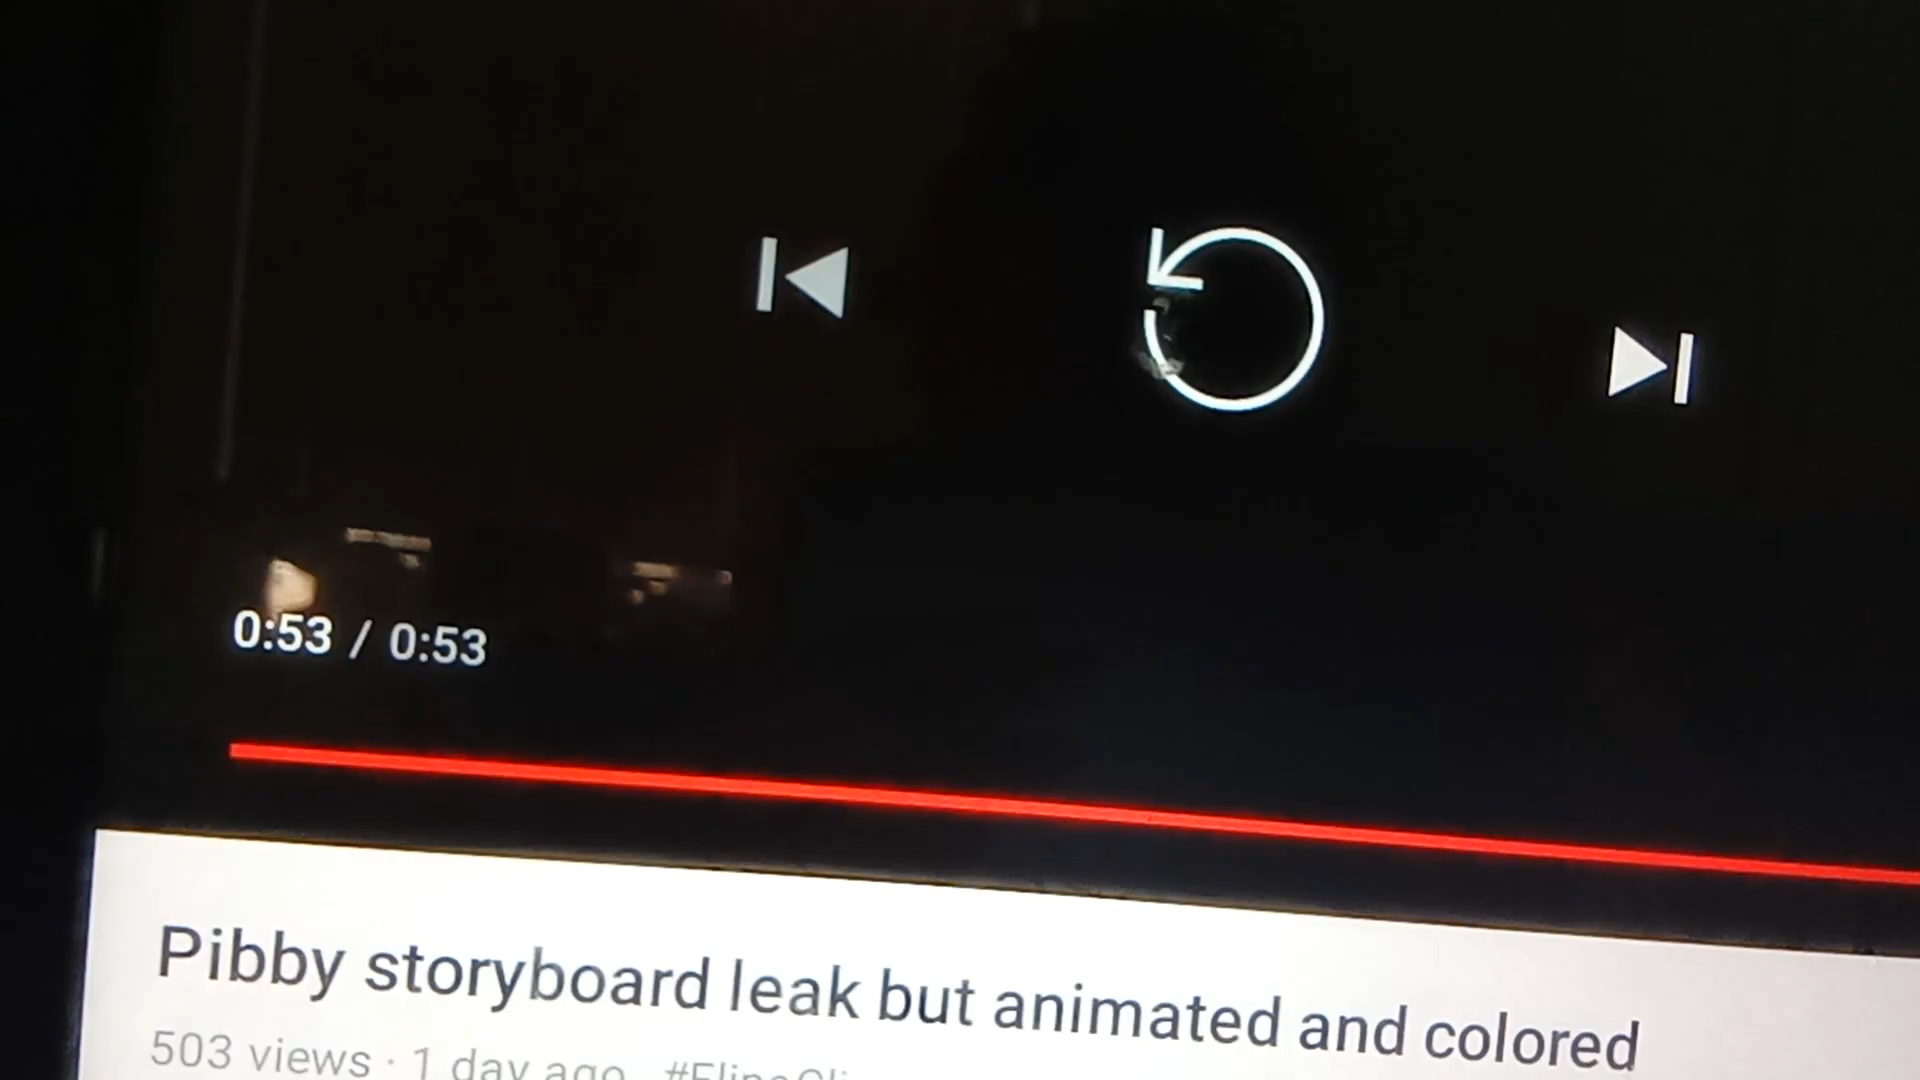 0:53 / 0:53
Pibby storyboard leak but animated and colored
503 views · 1 day ago